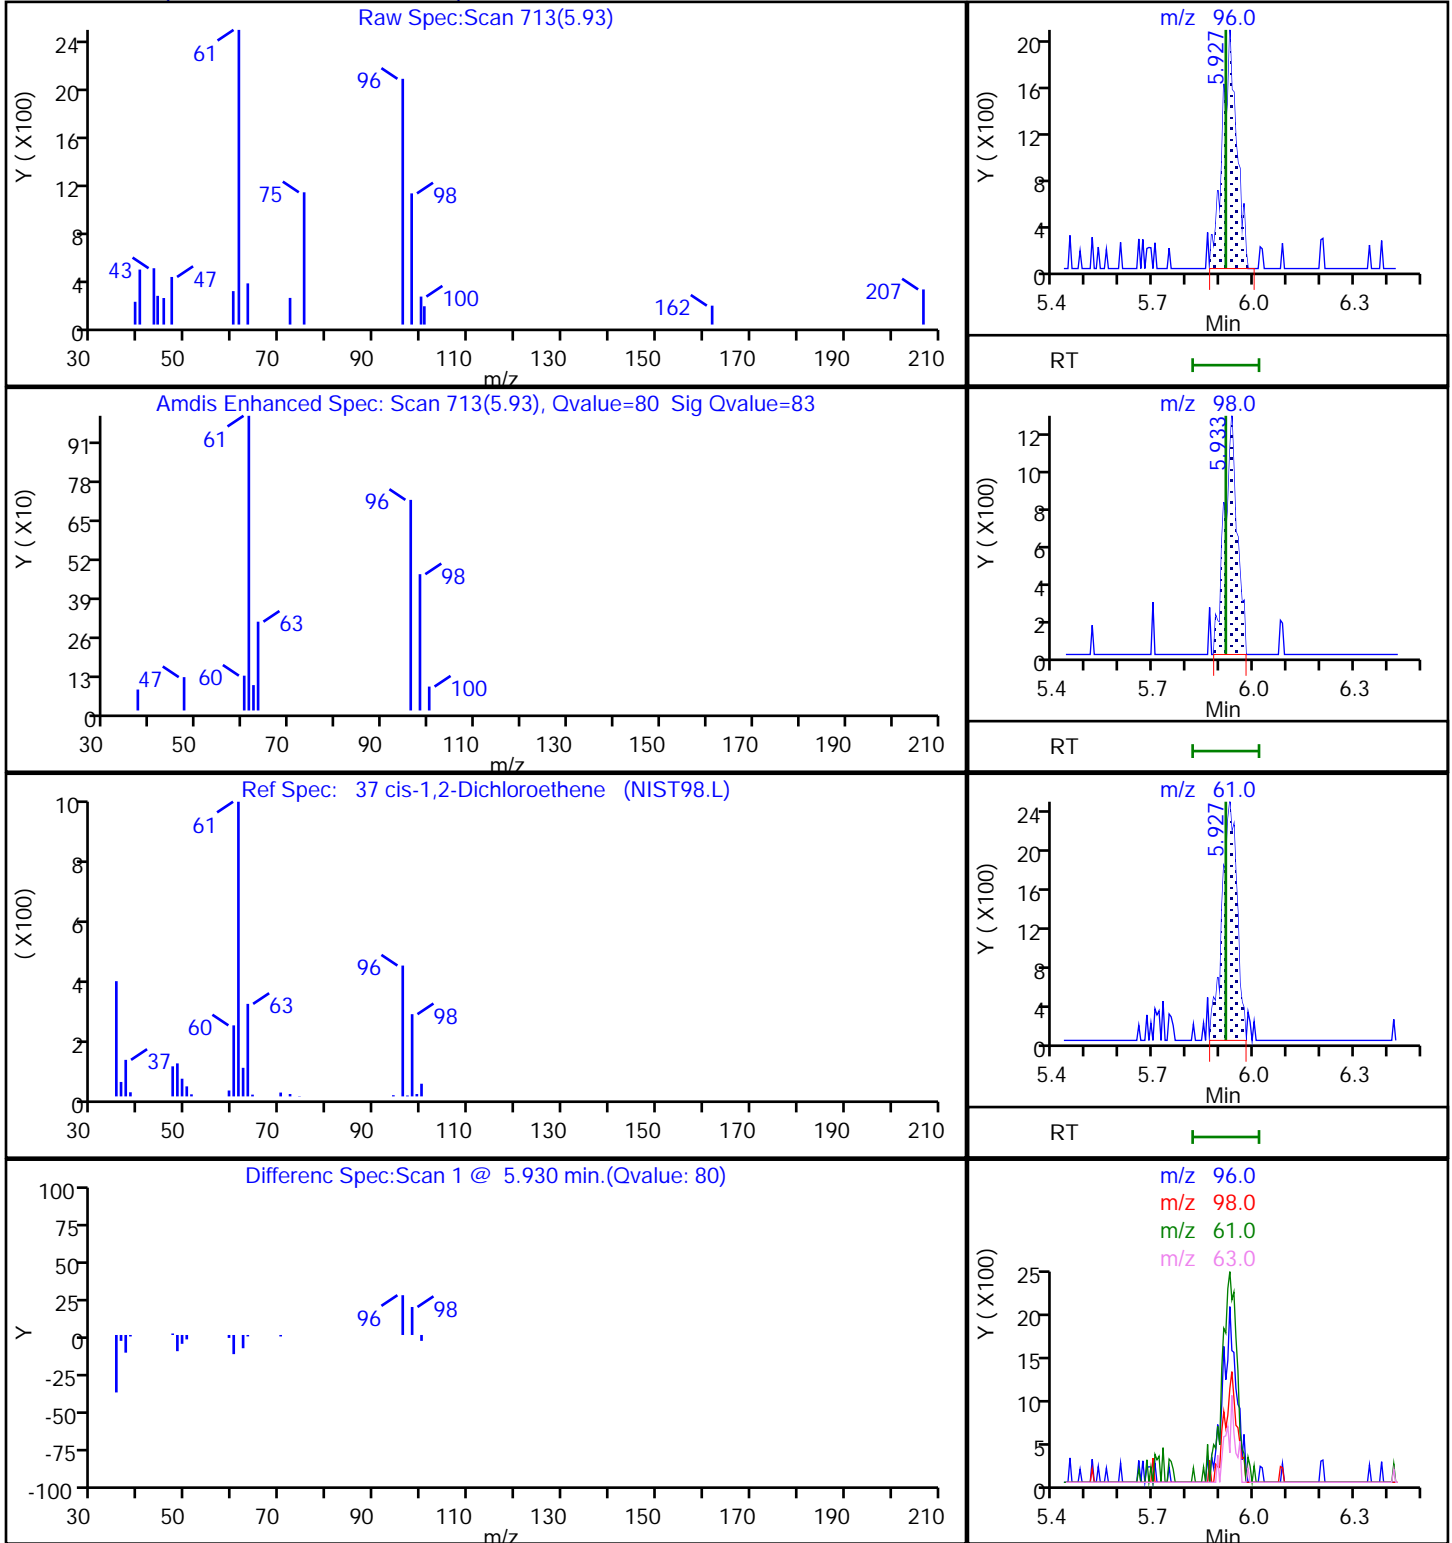 Raw Spec:Scan 713(5.93)
Y ( X100)
24
20
16
12
8
4
0
61
96
75
98
43
47
100
162
207
30 50 70 90 110 130 150 170 190 210
m/z
m/z 96.0
Y ( X100)
20
16
12
8
4
0
5.927
5.4 5.7 6.0 6.3
Min
RT
Amdis Enhanced Spec: Scan 713(5.93), Qvalue=80 Sig Qvalue=83
Y ( X10)
91
78
65
52
39
26
13
0
61
96
98
63
47
60
100
30 50 70 90 110 130 150 170 190 210
m/z
m/z 98.0
Y ( X100)
12
10
8
6
4
2
0
5.933
5.4 5.7 6.0 6.3
Min
RT
Ref Spec: 37 cis-1,2-Dichloroethene (NIST98.L)
( X100)
10
8
6
4
2
0
61
96
63
60
98
37
30 50 70 90 110 130 150 170 190 210
m/z 61.0
Y ( X100)
24
20
16
12
8
4
0
5.927
5.4 5.7 6.0 6.3
Min
RT
Differenc Spec:Scan 1 @ 5.930 min.(Qvalue: 80)
Y
100
75
50
25
0
-25
-50
-75
-100
96
98
30 50 70 90 110 130 150 170 190 210
m/z
m/z 96.0
m/z 98.0
m/z 61.0
m/z 63.0
Y ( X100)
25
20
15
10
5
0
5.4 5.7 6.0 6.3
Min